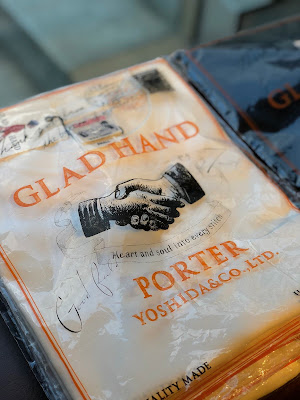 GLAD HAND
Heart and soul into every stitch
PORTER
YOSHIDA&Co.,Ltd.
QUALITY MADE
GL